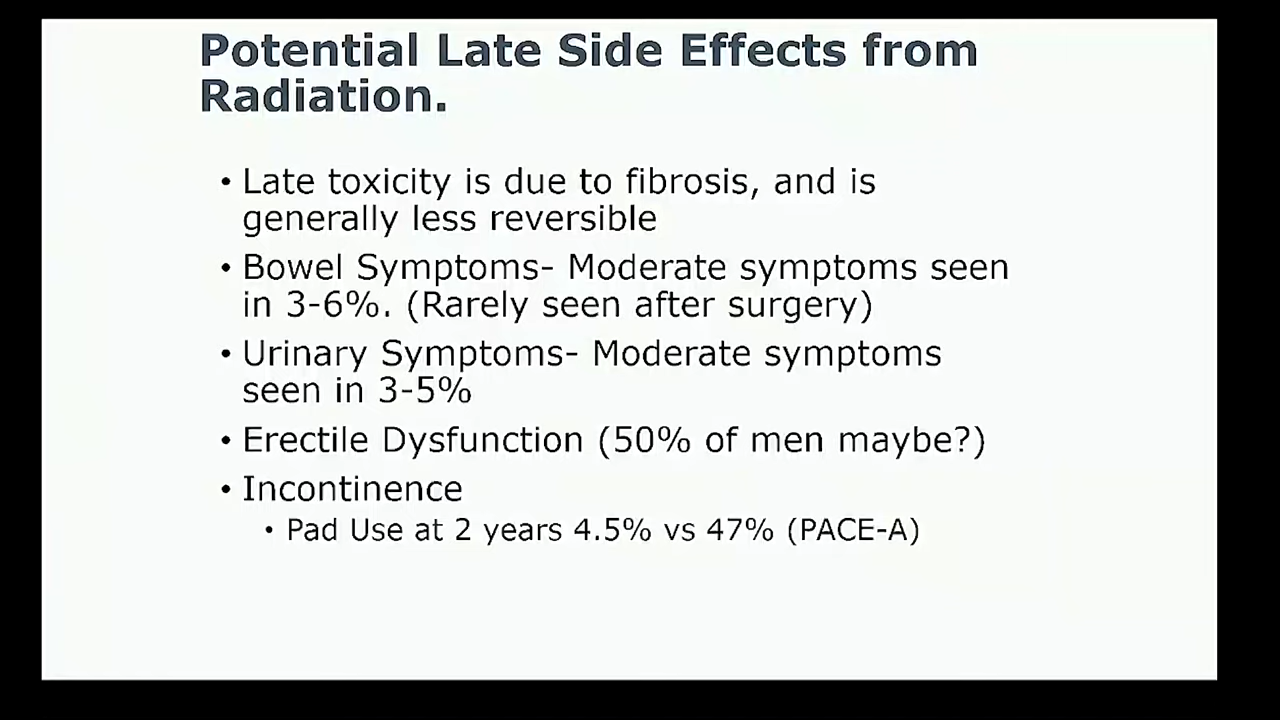 Potential Late Side Effects from
Radiation.
• Late toxicity is due to fibrosis, and is
generally less reversible
• Bowel Symptoms- Moderate symptoms seen
in 3-6%. (Rarely seen after surgery)
• Urinary Symptoms- Moderate symptoms
seen in 3-5%
• Erectile Dysfunction (50% of men maybe?)
• Incontinence
• Pad Use at 2 years 4.5% vs 47% (PACE-A)